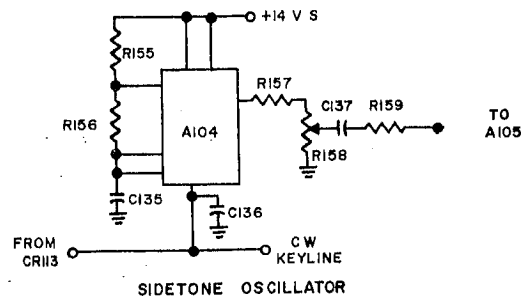 +14 V S
R155
R157
C137
R159
R156
A104
TO
A105
R158
C135
C136
FROM
CR113
CW
KEYLINE
SIDETONE OSCILLATOR